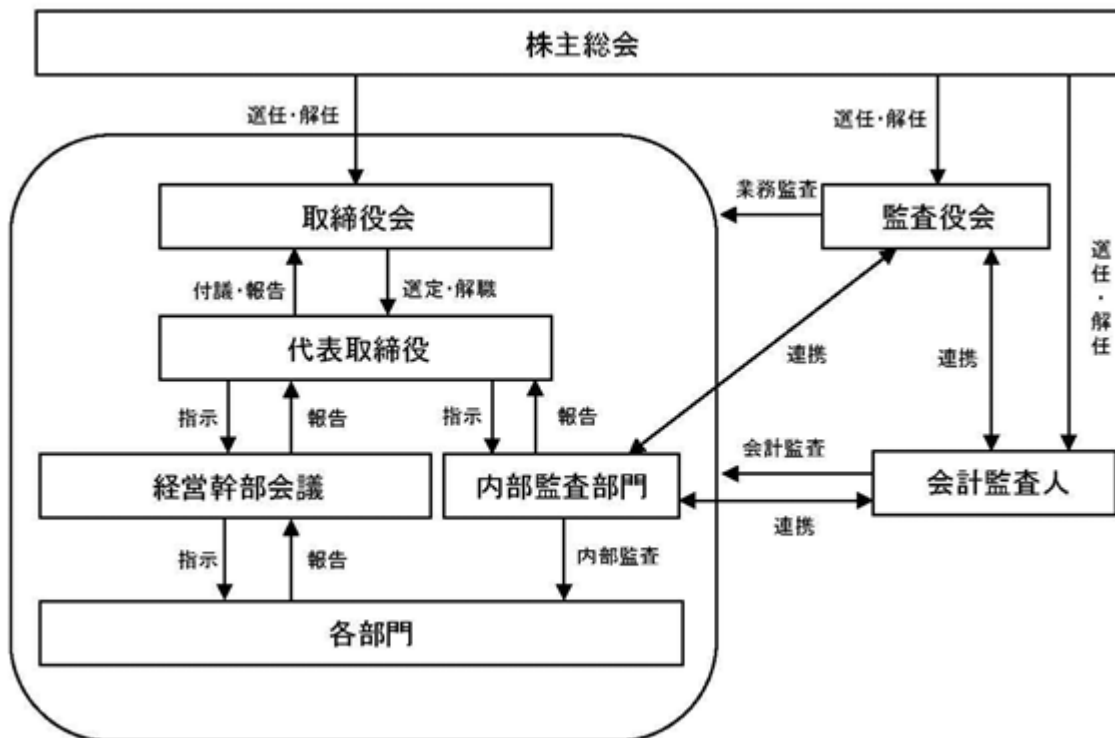 株主総会
選任・解任
選任・解任
選任・解任
業務監査
取締役会
監査役会
付議・報告
選定・解職
代表取締役
連携
連携
指示
報告
指示
報告
会計監査
経営幹部会議
内部監査部門
会計監査人
連携
指示
報告
内部監査
各部門